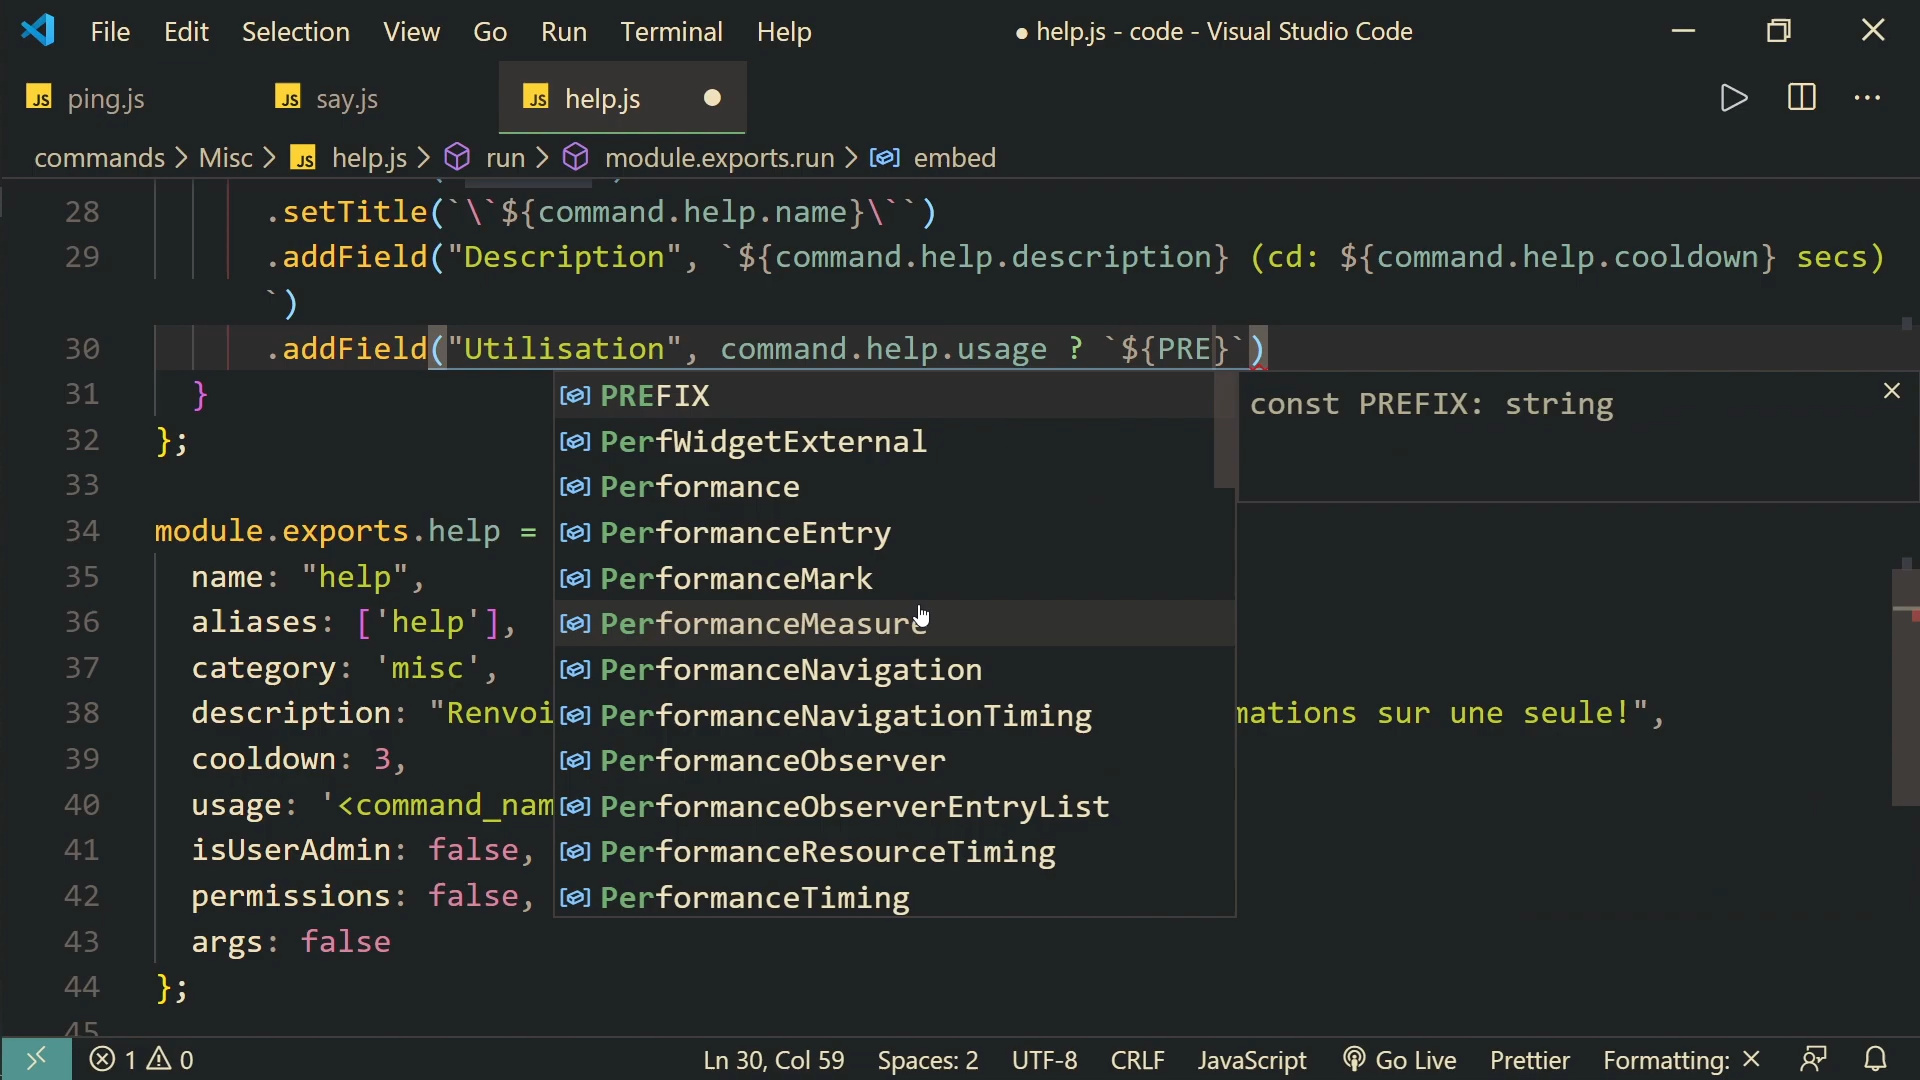 File Edit Selection View Go Run Terminal Help ● help.js - code - Visual Studio Code
JS ping.js JS say.js JS help.js
commands > Misc > JS help.js > run > module.exports.run > embed
28 .setTitle(`\`${command.help.name}\``)
29 .addField("Description", `${command.help.description} (cd: ${command.help.cooldown} secs)
`)
30 .addField("Utilisation", command.help.usage ? `${PRE}`)
31 }
32 };
33
34 module.exports.help =
35 name: "help",
36 aliases: ['help'],
37 category: 'misc',
38 description: "Renvoi mations sur une seule!",
39 cooldown: 3,
40 usage: '<command_nam
41 isUserAdmin: false,
42 permissions: false,
43 args: false
44 };
45
PREFIX
PerfWidgetExternal
Performance
PerformanceEntry
PerformanceMark
PerformanceMeasure
PerformanceNavigation
PerformanceNavigationTiming
PerformanceObserver
PerformanceObserverEntryList
PerformanceResourceTiming
PerformanceTiming
const PREFIX: string
1 0 Ln 30, Col 59 Spaces: 2 UTF-8 CRLF JavaScript Go Live Prettier Formatting: ×